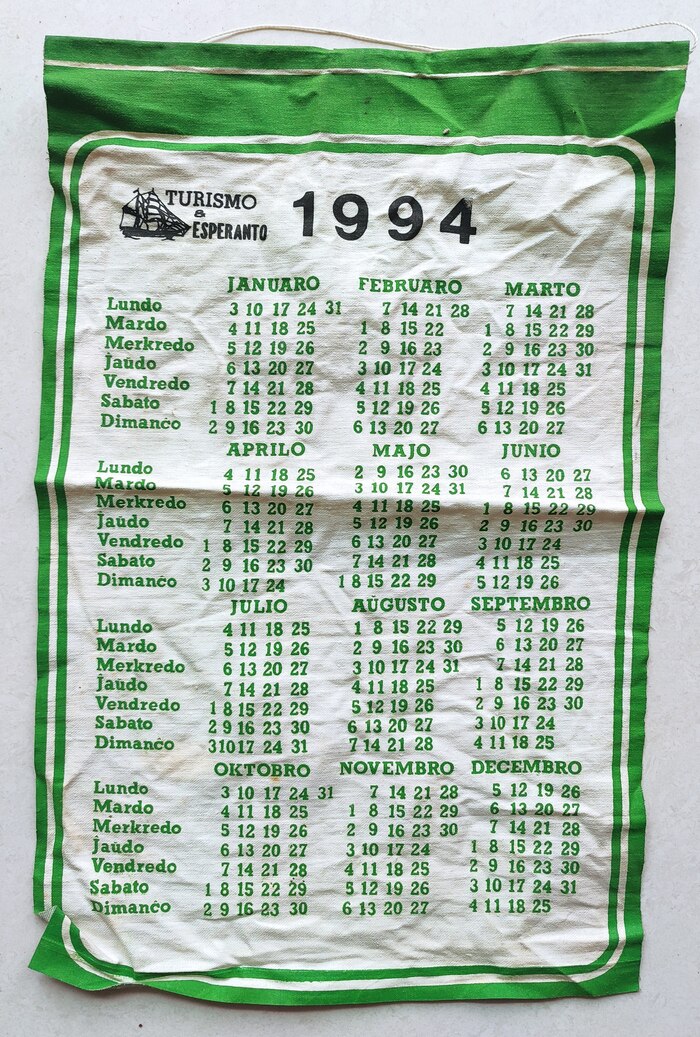 TURISMO
&
ESPERANTO
1994
JANUARO FEBRUARO MARTO
Lundo 3 10 17 24 31 7 14 21 28 7 14 21 28
Mardo 4 11 18 25 1 8 15 22 1 8 15 22 29
Merkredo 5 12 19 26 2 9 16 23 2 9 16 23 30
Jaŭdo 6 13 20 27 3 10 17 24 3 10 17 24 31
Vendredo 7 14 21 28 4 11 18 25 4 11 18 25
Sabato 1 8 15 22 29 5 12 19 26 5 12 19 26
Dimanĉo 2 9 16 23 30 6 13 20 27 6 13 20 27
APRILO MAJO JUNIO
Lundo 4 11 18 25 2 9 16 23 30 6 13 20 27
Mardo 5 12 19 26 3 10 17 24 31 7 14 21 28
Merkredo 6 13 20 27 4 11 18 25 1 8 15 22 29
Jaŭdo 7 14 21 28 5 12 19 26 2 9 16 23 30
Vendredo 1 8 15 22 29 6 13 20 27 3 10 17 24
Sabato 2 9 16 23 30 7 14 21 28 4 11 18 25
Dimanĉo 3 10 17 24 1 8 15 22 29 5 12 19 26
JULIO AŬGUSTO SEPTEMBRO
Lundo 4 11 18 25 1 8 15 22 29 5 12 19 26
Mardo 5 12 19 26 2 9 16 23 30 6 13 20 27
Merkredo 6 13 20 27 3 10 17 24 31 7 14 21 28
Jaŭdo 7 14 21 28 4 11 18 25 1 8 15 22 29
Vendredo 1 8 15 22 29 5 12 19 26 2 9 16 23 30
Sabato 2 9 16 23 30 6 13 20 27 3 10 17 24
Dimanĉo 3 10 17 24 31 7 14 21 28 4 11 18 25
OKTOBRO NOVEMBRO DECEMBRO
Lundo 3 10 17 24 31 7 14 21 28 5 12 19 26
Mardo 4 11 18 25 1 8 15 22 29 6 13 20 27
Merkredo 5 12 19 26 2 9 16 23 30 7 14 21 28
Jaŭdo 6 13 20 27 3 10 17 24 1 8 15 22 29
Vendredo 7 14 21 28 4 11 18 25 2 9 16 23 30
Sabato 1 8 15 22 29 5 12 19 26 3 10 17 24 31
Dimanĉo 2 9 16 23 30 6 13 20 27 4 11 18 25